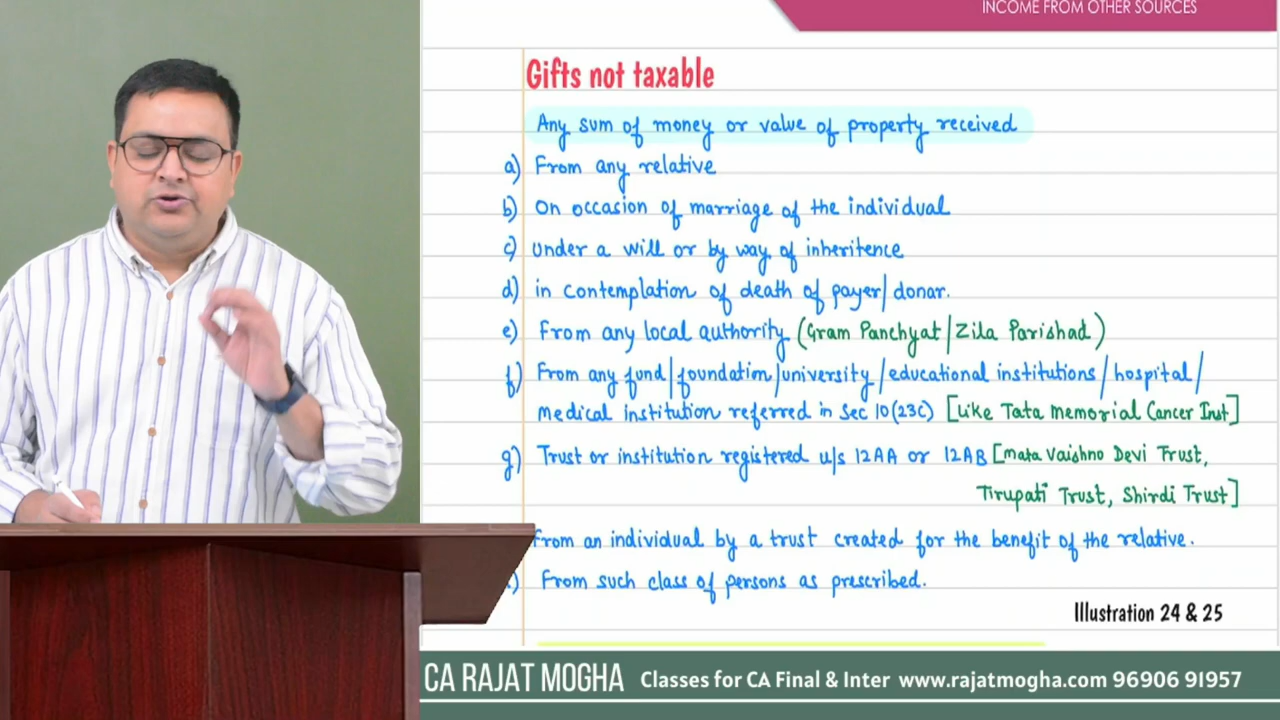 INCOME FROM OTHER SOURCES
Gifts not taxable
Any sum of money or value of property received
a) From any relative
b) On occasion of marriage of the individual
c) under a will or by way of inheritence
d) in contemplation of death of payer/donar.
e) From any local authority (Gram Panchyat/Zila Parishad)
f) From any fund/foundation/university/educational institutions/hospital/
medical institution referred in Sec 10(23C) [Like Tata Memorial Cancer Inst]
g) Trust or institution registered u/s 12AA or 12AB [Mata Vaishno Devi Trust,
Tirupati Trust, Shirdi Trust]
From an individual by a trust created for the benefit of the relative.
) From such class of persons as prescribed.
Illustration 24 & 25
CA RAJAT MOGHA Classes for CA Final & Inter www.rajatmogha.com 96906 91957